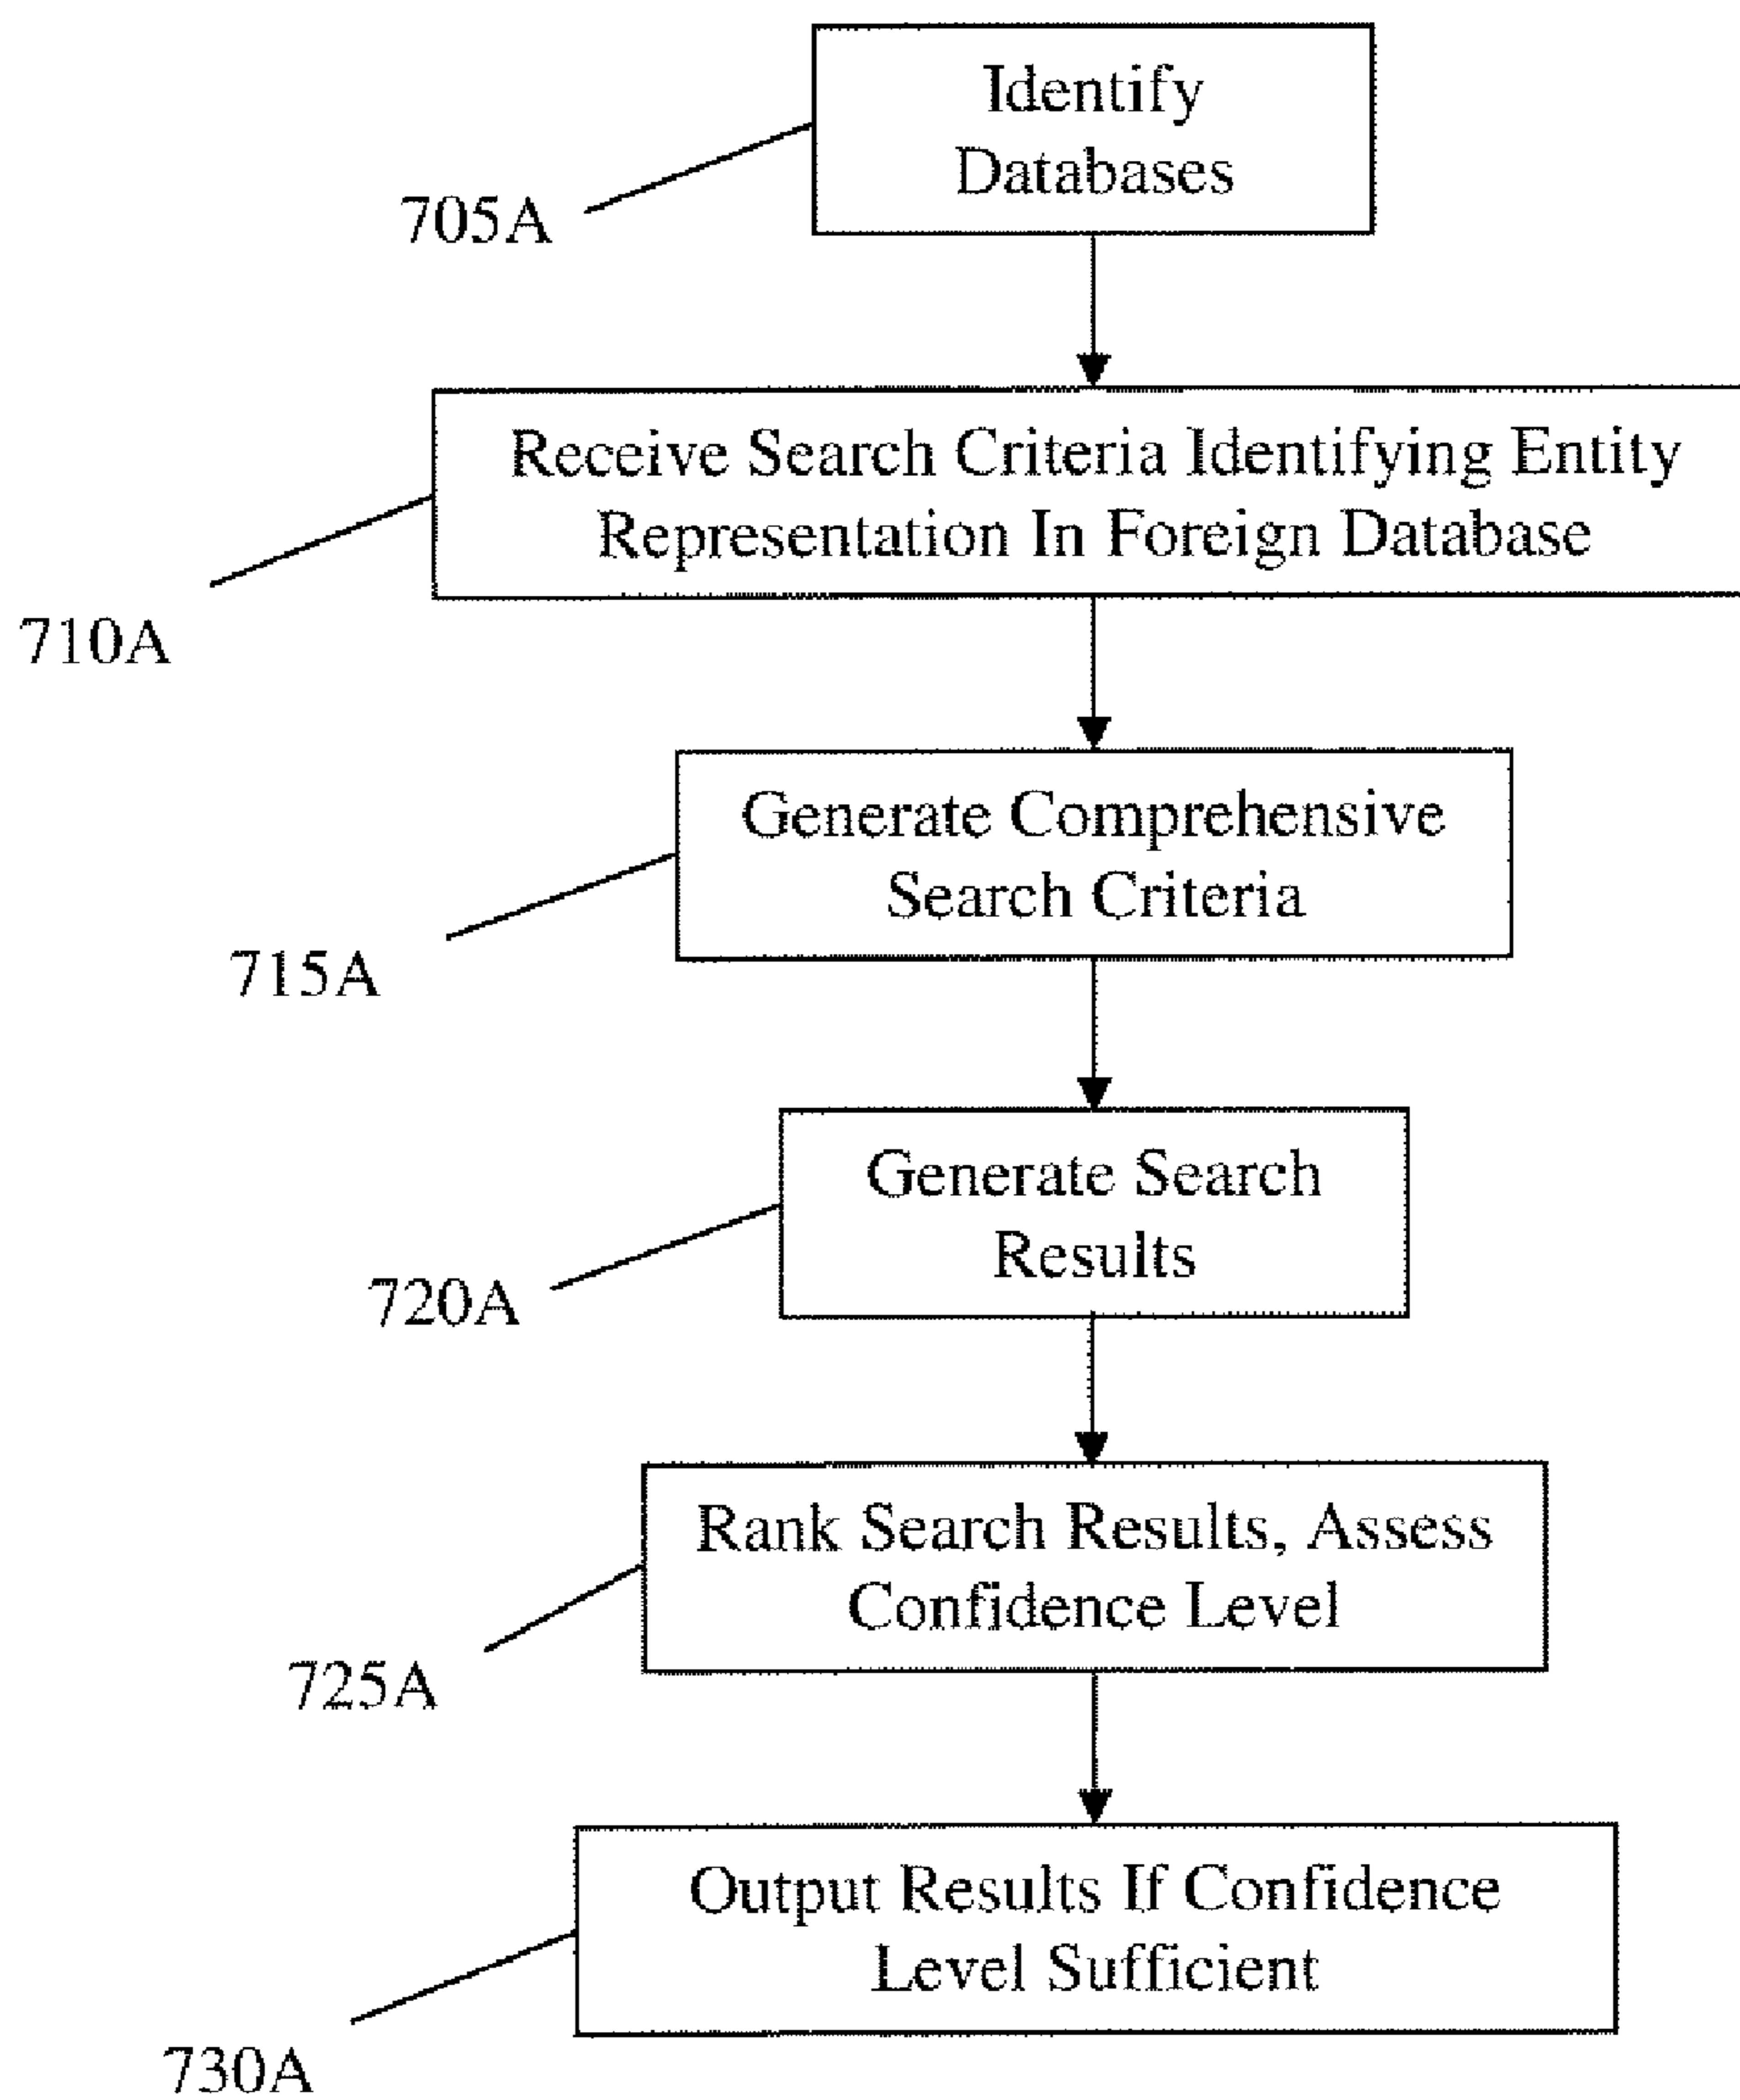 Identify
Databases
705A
Receive Search Criteria Identifying Entity
Representation In Foreign Database
710A
Generate Comprehensive
Search Criteria
715A
Generate Search
Results
720A
Rank Search Results, Assess
Confidence Level
725A
Output Results If Confidence
Level Sufficient
730A